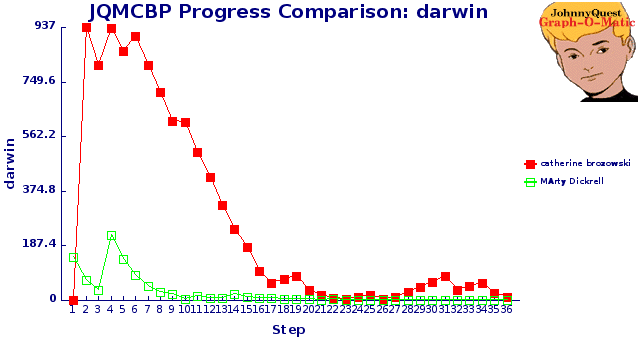 JQMCBP Progress Comparison: darwin
JohnnyQuest
Graph-O-Matic
937
749.6
562.2
374.8
187.4
0
darwin
1 2 3 4 5 6 7 8 9 10 11 12 13 14 15 16 17 18 19 20 21 22 23 24 25 26 27 28 29 30 31 32 33 34 35 36
Step
catherine brozowski
MArty Dickrell